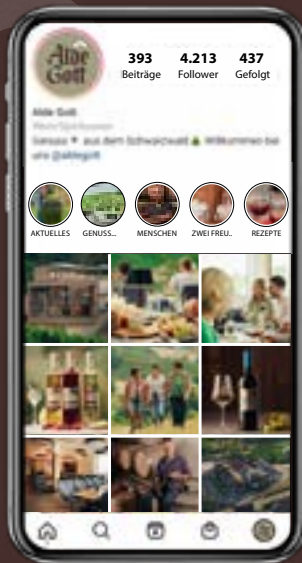 Alde
Gott
393 4.213 437
Beiträge Follower Gefolgt
Alde Gott
Genuss aus dem Schwarzwald Willkommen bei
uns @aldegott
AKTUELLES GENUSS... MENSCHEN ZWEI FREU.. REZEPTE